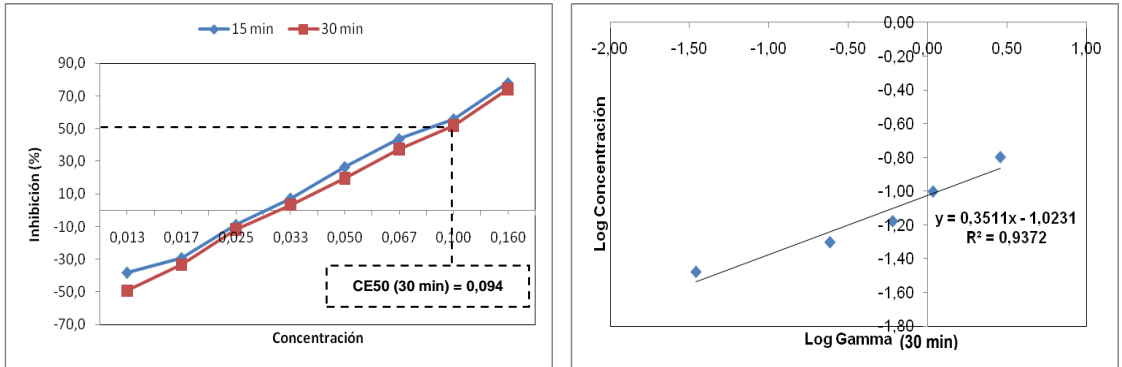 15 min 30 min
90,0
70,0
50,0
30,0
10,0
-10,0
-30,0
-50,0
-70,0
Inhibición (%)
0,013 0,017 0,025 0,033 0,050 0,067 0,100 0,160
CE50 (30 min) = 0,094
Concentración
-2,00 -1,50 -1,00 -0,50 0,00 0,50 1,00
0,00
-0,20
-0,40
-0,60
-0,80
-1,00
-1,20
-1,40
-1,60
-1,80
Log Concentración
y = 0,3511x - 1,0231
R² = 0,9372
Log Gamma (30 min)